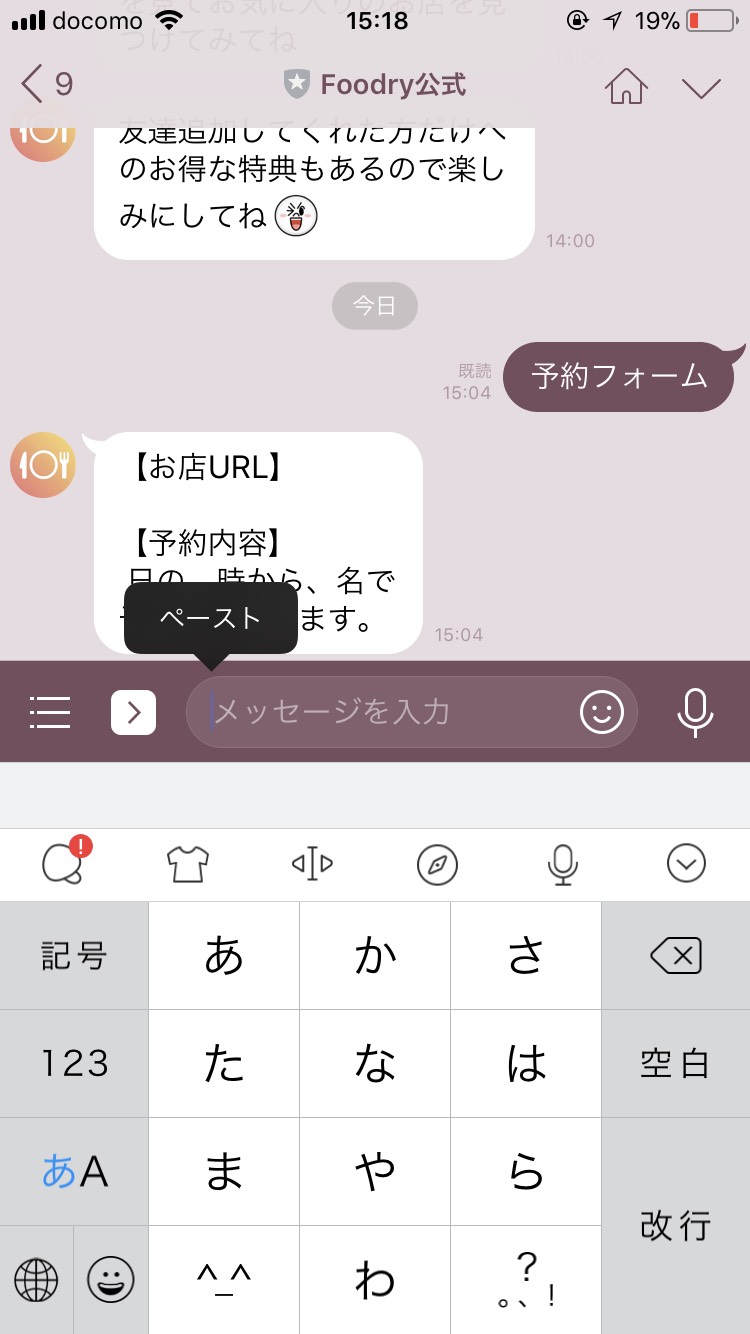 docomo 15:18 19%
を見てお気に入りのお店を見
つけてみてね
9 Foodry公式
友達追加してくれた方だけへ
のお得な特典もあるので楽し
みにしてね
14:00
今日
既読
15:04
予約フォーム
【お店URL】
【予約内容】
日の、時から、名で
ます。
15:04
ペースト
メッセージを入力
!
記号 あ か さ
123 た な は 空白
あA ま や ら
改行
^_^ わ ?
。、!